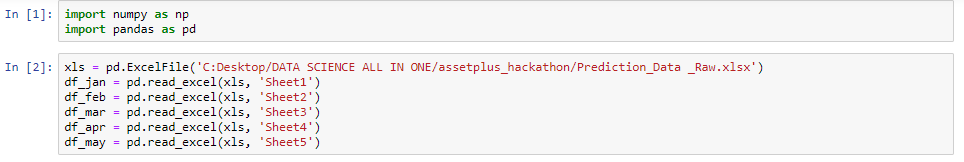 In [1]: import numpy as np
import pandas as pd
In [2]: xls = pd.ExcelFile('C:Desktop/DATA SCIENCE ALL IN ONE/assetplus_hackathon/Prediction_Data _Raw.xlsx')
df_jan = pd.read_excel(xls, 'Sheet1')
df_feb = pd.read_excel(xls, 'Sheet2')
df_mar = pd.read_excel(xls, 'Sheet3')
df_apr = pd.read_excel(xls, 'Sheet4')
df_may = pd.read_excel(xls, 'Sheet5')